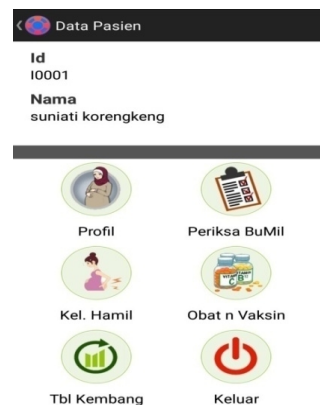 Data Pasien
Id
I0001
Nama
suniati korengkeng
Profil
Periksa BuMil
Kel. Hamil
Obat n Vaksin
Tbl Kembang
Keluar